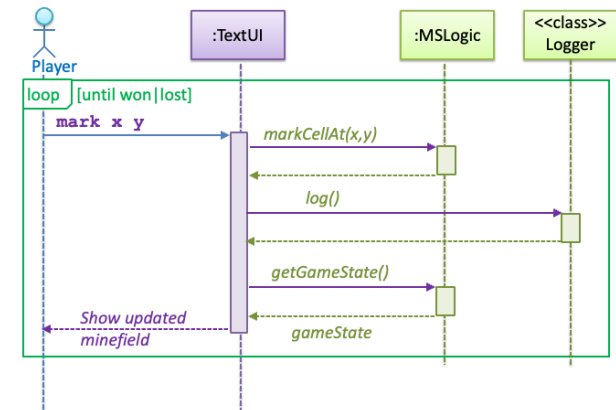 :TextUI
:MSLogic
<<class>>
Logger
Player
loop
[until won|lost]
mark x y
markCellAt(x,y)
log()
getGameState()
Show updated
minefield
gameState